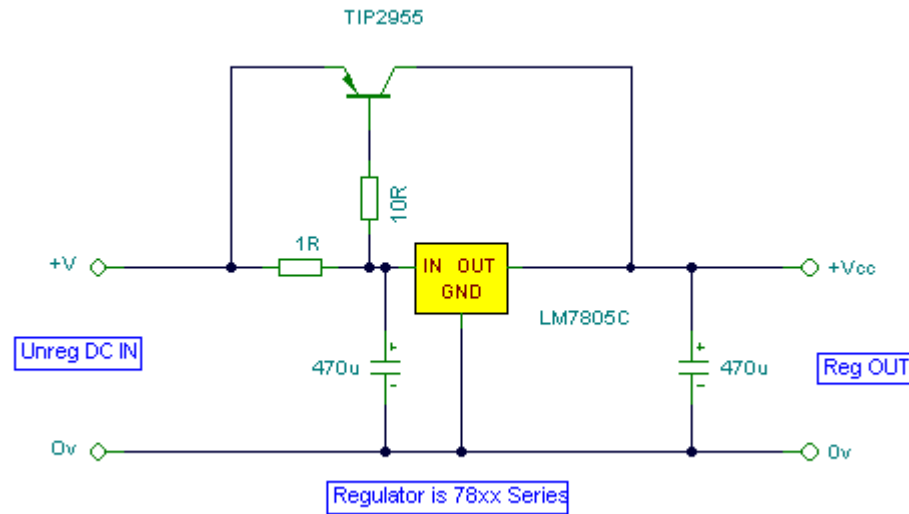 TIP2955
10R
1R
+V
IN OUT
GND
+Vcc
LM7805C
Unreg DC IN
+
470u
-
+
470u
-
Reg OUT
0v
0v
Regulator is 78xx Series